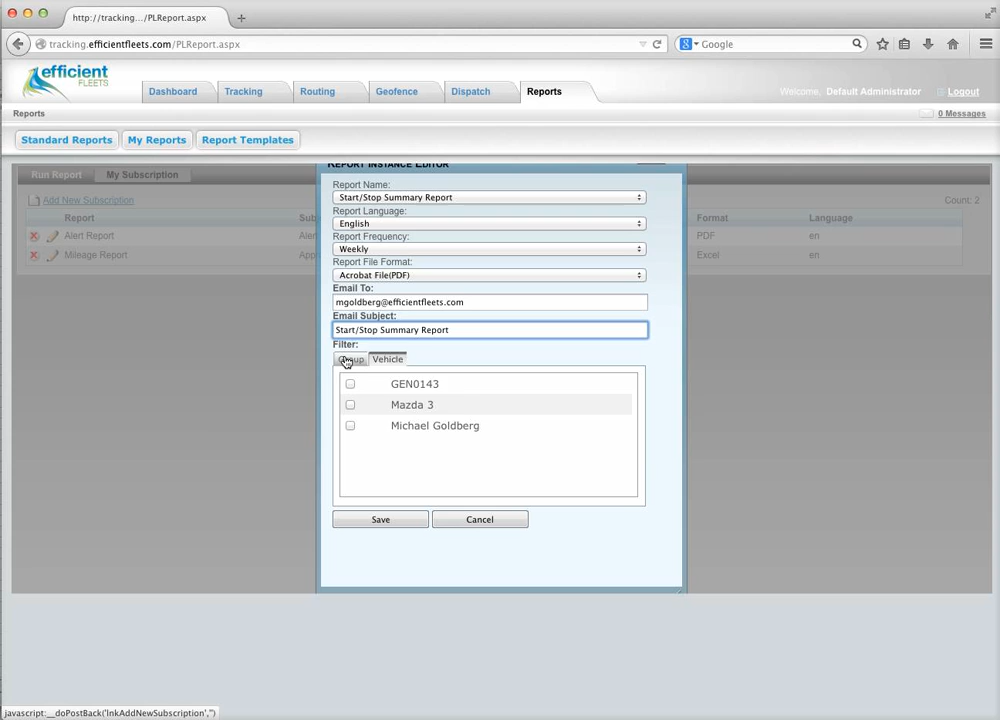 http://tracking.../PLReport.aspx
tracking.efficientfleets.com/PLReport.aspx
Google
efficient
FLEETS
Dashboard
Tracking
Routing
Geofence
Dispatch
Reports
Welcome, Default Administrator
Logout
Reports
0 Messages
Standard Reports
My Reports
Report Templates
Run Report
My Subscription
REPORT INSTANCE EDITOR
Add New Subscription
Count: 2
Report
Format
Language
Alert Report
PDF
en
Mileage Report
Excel
en
Report Name:
Start/Stop Summary Report
Report Language:
English
Report Frequency:
Weekly
Report File Format:
Acrobat File(PDF)
Email To:
mgoldberg@efficientfleets.com
Email Subject:
Start/Stop Summary Report
Filter:
Group
Vehicle
GEN0143
Mazda 3
Michael Goldberg
Save
Cancel
javascript:__doPostBack('lnkAddNewSubscription','')